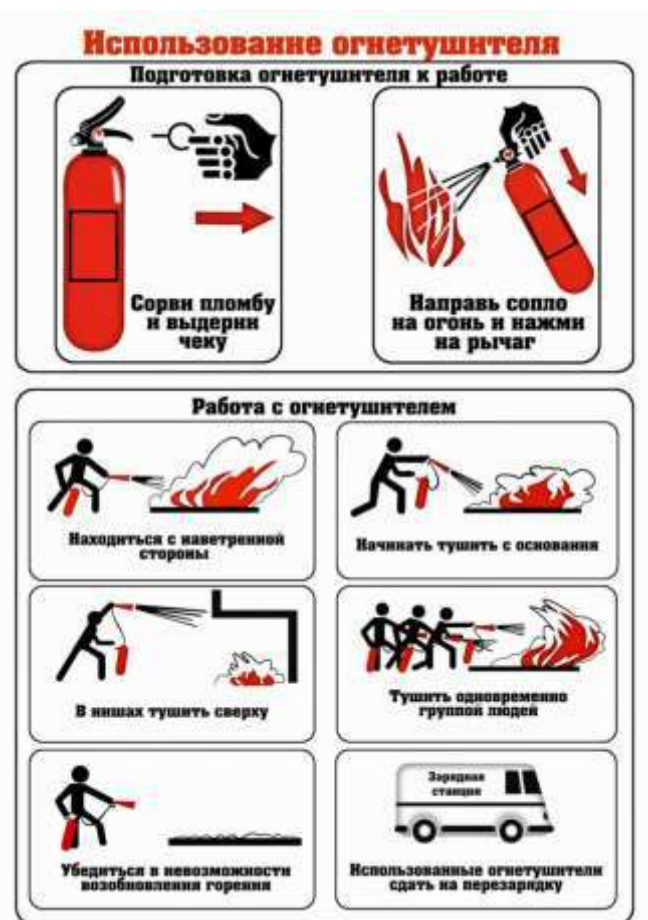 Использование огнетушителя
Подготовка огнетушителя к работе
Сорви пломбу
и выдерни
чеку
Направь сопло
на огонь и нажми
на рычаг
Работа с огнетушителем
Находиться с наветренной
стороны
Начинать тушить с основания
В нишах тушить сверху
Тушить одновременно
группой людей
Убедиться в невозможности
возобновления горения
Зарядная
станция
Использованные огнетушители
сдать на перезарядку